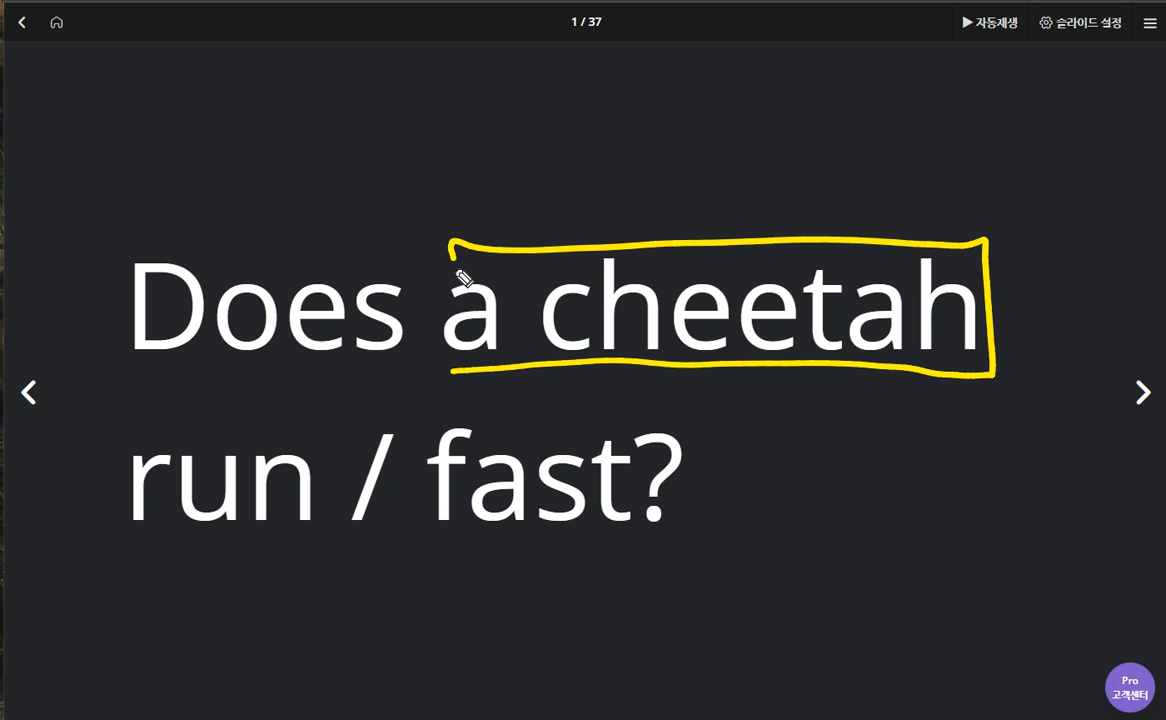 1 / 37
▶ 자동재생
슬라이드 설정
Does a cheetah
run / fast?
Pro
고객센터